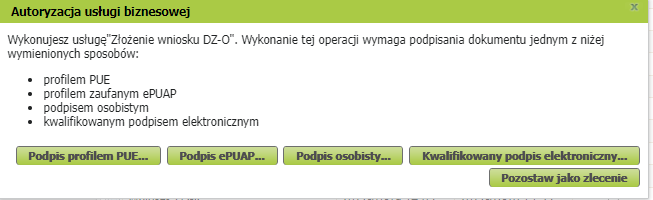 Autoryzacja usługi biznesowej
x
Wykonujesz usługę"Złożenie wniosku DZ-O". Wykonanie tej operacji wymaga podpisania dokumentu jednym z niżej
wymienionych sposobów:
• profilem PUE
• profilem zaufanym ePUAP
• podpisem osobistym
• kwalifikowanym podpisem elektronicznym
Podpis profilem PUE... Podpis ePUAP... Podpis osobisty... Kwalifikowany podpis elektroniczny...
Pozostaw jako zlecenie